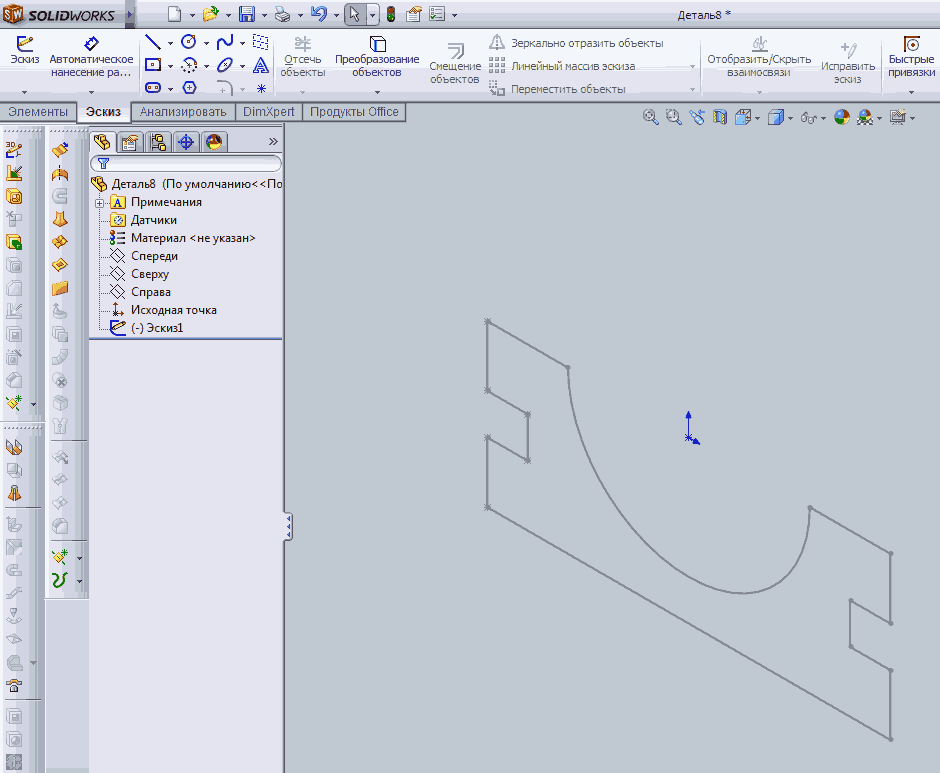 SOLIDWORKS
Деталь8 *
Эскиз
Автоматическое
нанесение ра...
Отсечь
объекты
Преобразование
объектов
Смещение
объектов
Зеркально отразить объекты
Линейный массив эскиза
Переместить объекты
Отобразить/Скрыть
взаимосвязи
Исправить
эскиз
Быстрые
привязки
Элементы
Эскиз
Анализировать
DimXpert
Продукты Office
3D
Деталь8 (По умолчанию<<По
Примечания
Датчики
Материал <не указан>
Спереди
Сверху
Справа
Исходная точка
(-) Эскиз1